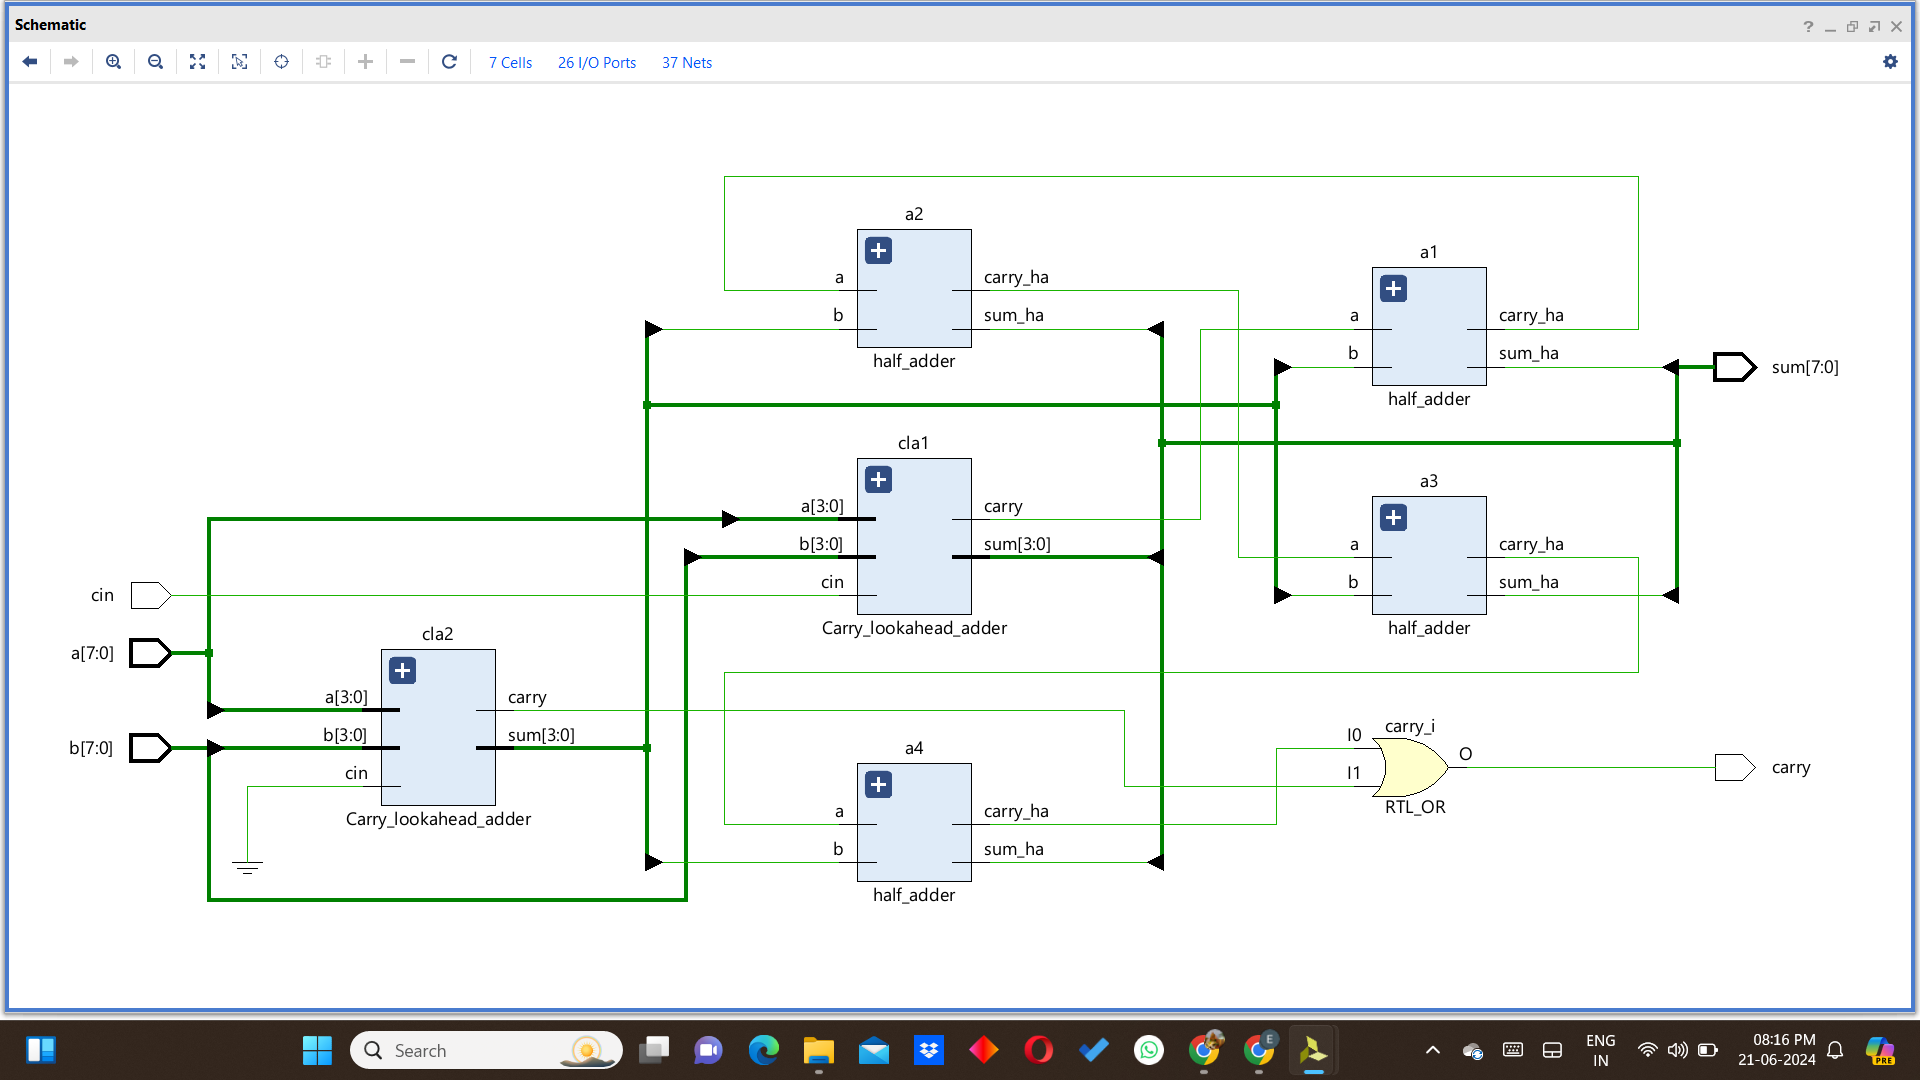 Schematic
7 Cells 26 I/O Ports 37 Nets
a2
a carry_ha
b sum_ha
half_adder
a1
a carry_ha
b sum_ha
half_adder
sum[7:0]
cla1
a[3:0] carry
b[3:0] sum[3:0]
cin
Carry_lookahead_adder
a3
a carry_ha
b sum_ha
half_adder
cin
a[7:0]
b[7:0]
cla2
a[3:0] carry
b[3:0] sum[3:0]
cin
Carry_lookahead_adder
a4
a carry_ha
b sum_ha
half_adder
carry_i
I0 O
I1
RTL_OR
carry
Search
E
ENG
IN
08:16 PM
21-06-2024
PRE